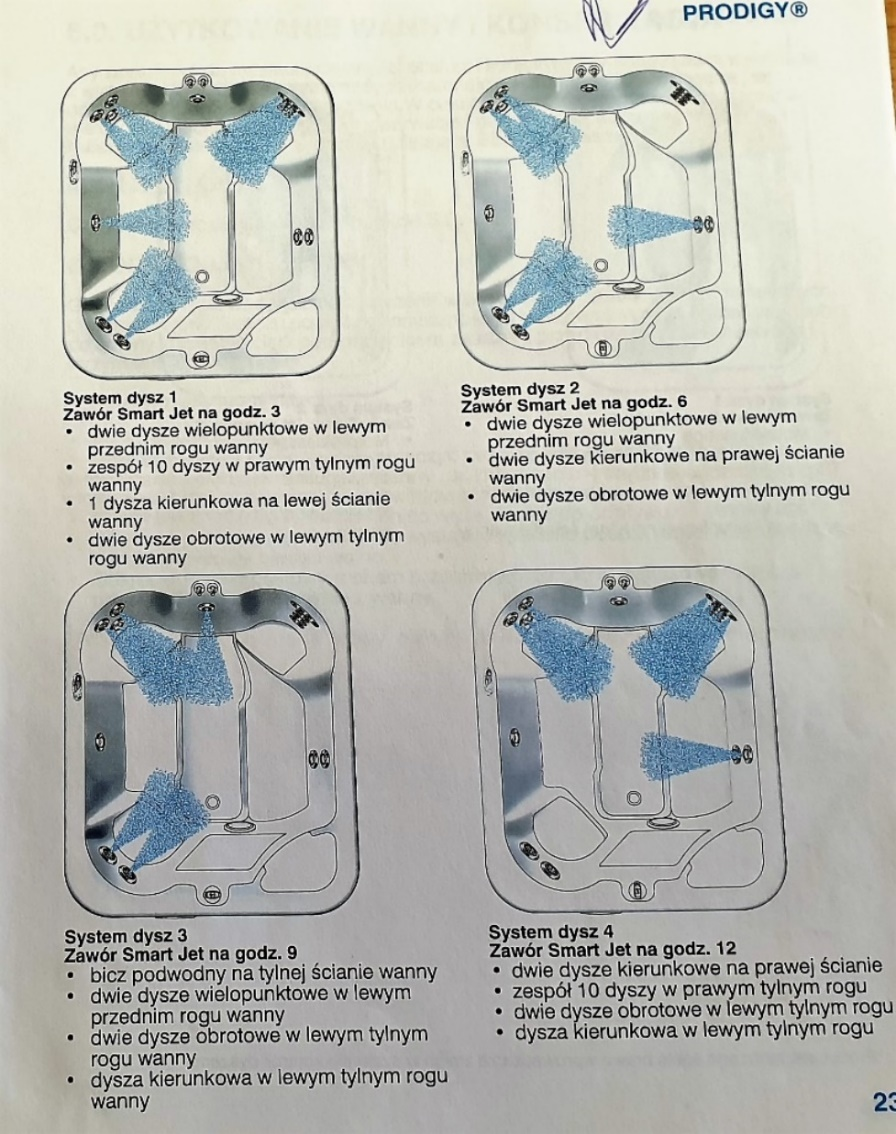 PRODIGY®
System dysz 1
Zawór Smart Jet na godz. 3
• dwie dysze wielopunktowe w lewym
przednim rogu wanny
• zespół 10 dyszy w prawym tylnym rogu
wanny
• 1 dysza kierunkowa na lewej ścianie
wanny
• dwie dysze obrotowe w lewym tylnym
rogu wanny
System dysz 2
Zawór Smart Jet na godz. 6
• dwie dysze wielopunktowe w lewym
przednim rogu wanny
• dwie dysze kierunkowe na prawej ścianie
wanny
• dwie dysze obrotowe w lewym tylnym rogu
wanny
System dysz 3
Zawór Smart Jet na godz. 9
• bicz podwodny na tylnej ścianie wanny
• dwie dysze wielopunktowe w lewym
przednim rogu wanny
• dwie dysze obrotowe w lewym tylnym
rogu wanny
• dysza kierunkowa w lewym tylnym rogu
wanny
System dysz 4
Zawór Smart Jet na godz. 12
• dwie dysze kierunkowe na prawej ścianie
• zespół 10 dyszy w prawym tylnym rogu
• dwie dysze obrotowe w lewym tylnym rogu
• dysza kierunkowa w lewym tylnym rogu
23